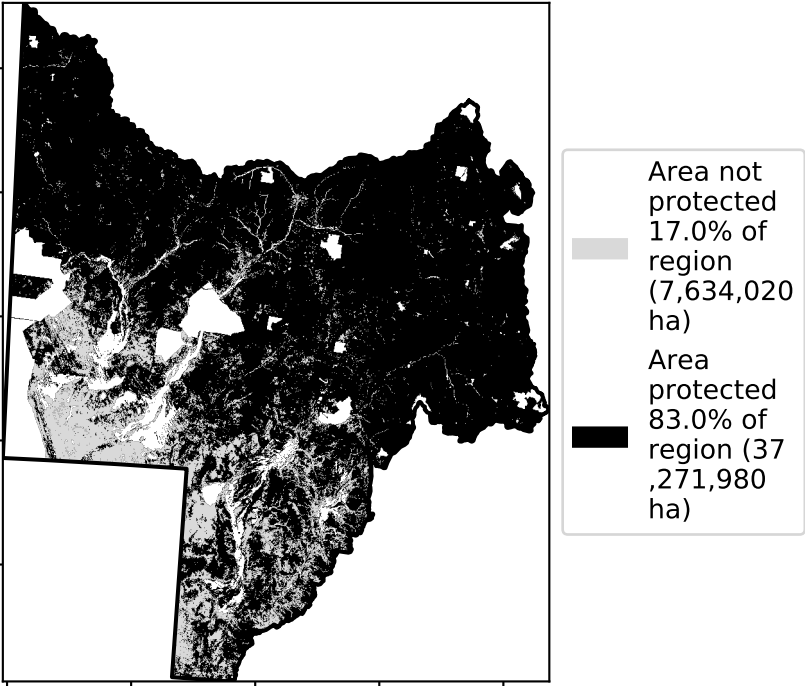 Area not
protected
17.0% of
region
(7,634,020
ha)
Area
protected
83.0% of
region (37
,271,980
ha)